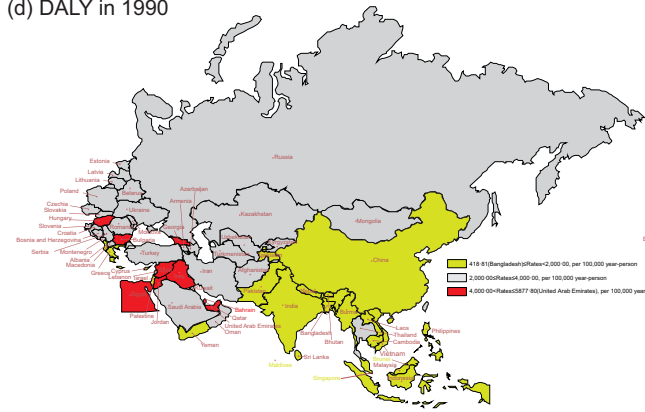 (d) DALY in 1990
Russia
Estonia
Latvia
Lithuania
Poland
Belarus
Azerbaijan
Armenia
Czechia
Slovakia
Ukraine
Hungary
Kazakhstan
Mongolia
Slovenia
Croatia
Georgia
Bosnia and Herzegovina
Bulgaria
Serbia
Montenegro
Turkey
China
Albania
Macedonia
Iran
Afghanistan
Greece
Cyprus
Lebanon
Israel
Pakistan
418·81(Bangladesh)≤Rates≤2,000·00, per 100,000 year-person
2,000·00≤Rates≤4,000·00, per 100,000 year-person
4,000·00<Rates≤5877·80(United Arab Emirates), per 100,000 year
Saudi Arabia
India
Burma
Palestine
Jordan
Bahrain
Qatar
United Arab Emirates
Oman
Yemen
Bangladesh
Bhutan
Laos
Thailand
Cambodia
Philippines
Vietnam
Malaysia
Sri Lanka
Maldives
Singapore